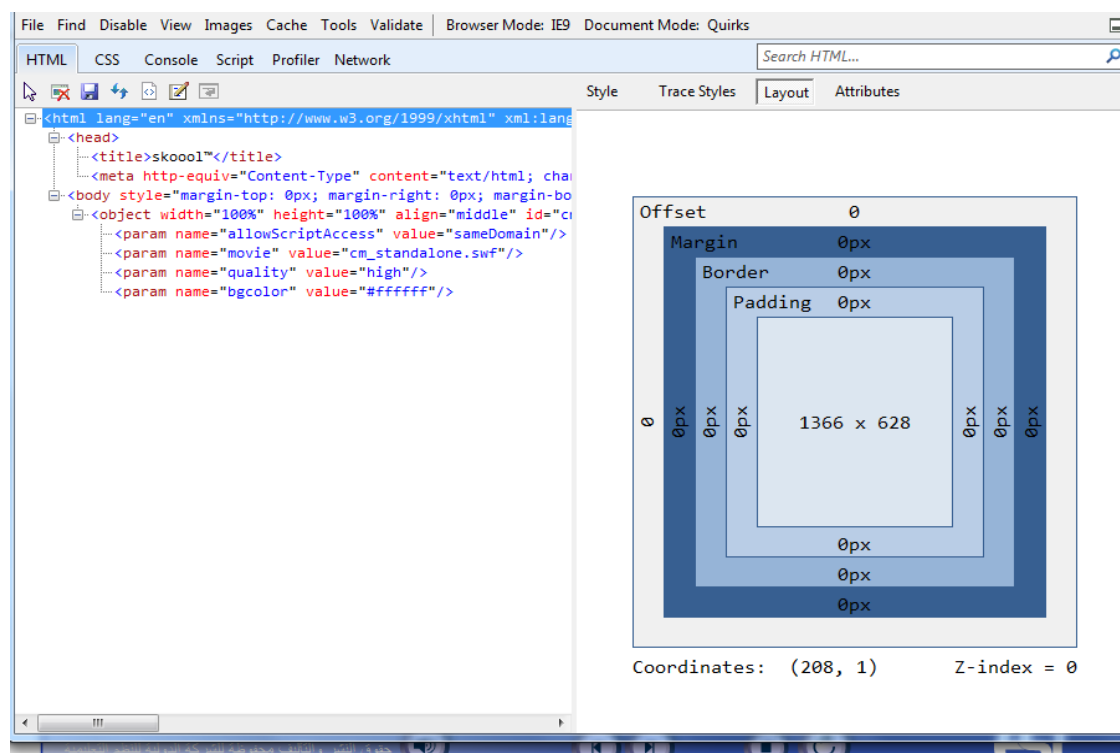 File Find Disable View Images Cache Tools Validate Browser Mode: IE9 Document Mode: Quirks
HTML CSS Console Script Profiler Network Search HTML...
Style Trace Styles Layout Attributes
<html lang="en" xmlns="http://www.w3.org/1999/xhtml" xml:lang
<head>
<title>skoool™</title>
<meta http-equiv="Content-Type" content="text/html; cha
<body style="margin-top: 0px; margin-right: 0px; margin-bo
<object width="100%" height="100%" align="middle" id="c
<param name="allowScriptAccess" value="sameDomain"/>
<param name="movie" value="cm_standalone.swf"/>
<param name="quality" value="high"/>
<param name="bgcolor" value="#ffffff"/>
Offset 0
Margin 0px
Border 0px
Padding 0px
0 0px 0px 0px 1366 x 628 0px 0px 0px
0px
0px
0px
Coordinates: (208, 1) Z-index = 0